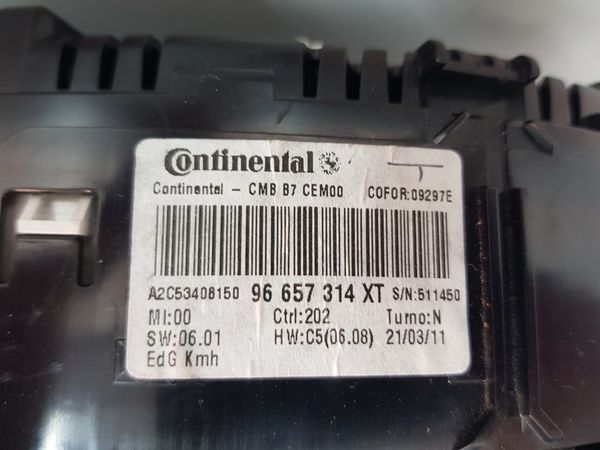 Continental
Continental - CMB B7 CEM00 COFOR:09297E
A2C53408150 96 657 314 XT S/N:511450
MI:00 Ctrl:202 Turno:N
SW:06.01 HW:C5(06.08) 21/03/11
EdG Kmh